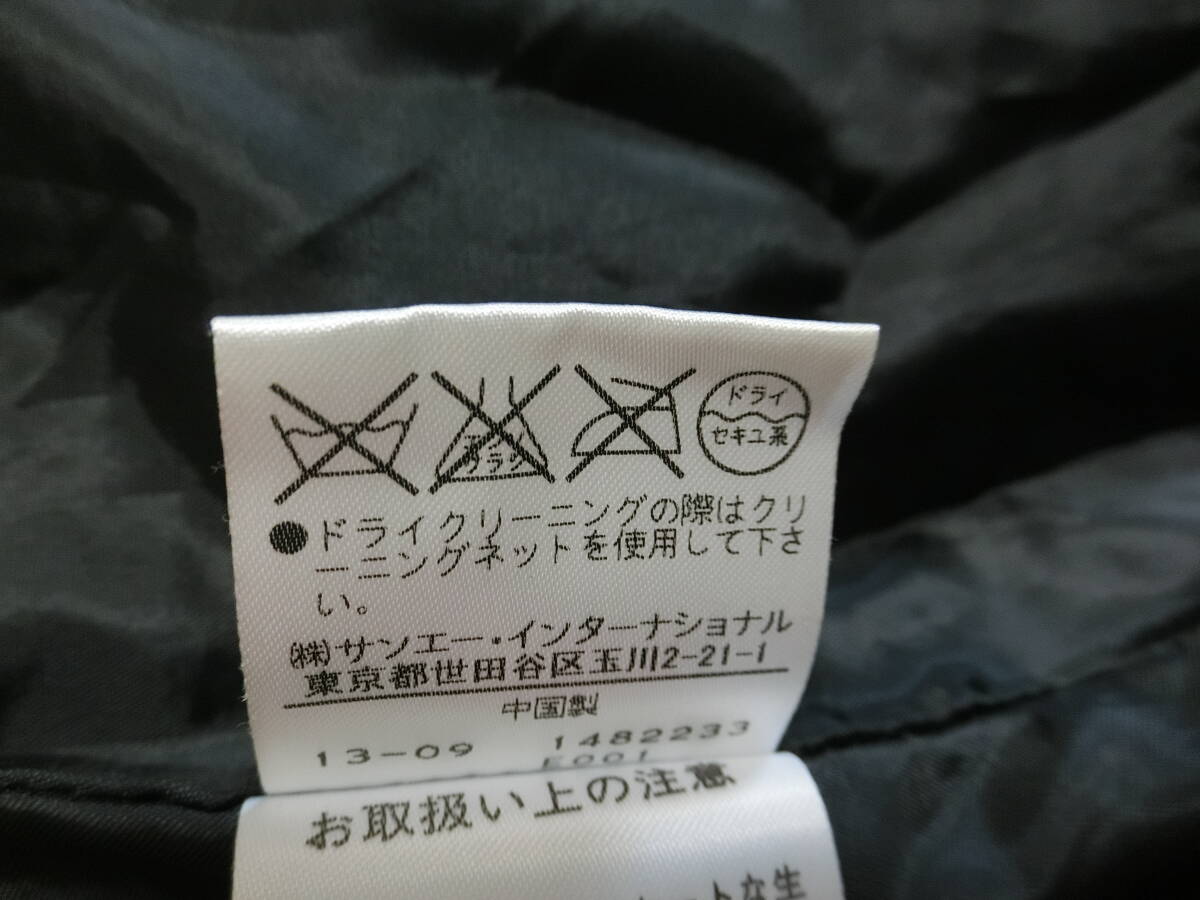 ドライ
セキユ系
●ドライクリーニングの際はクリ
ーニングネットを使用して下さ
い。
(株)サンエー・インターナショナル
東京都世田谷区玉川2-21-1
中国製
13-09 1482233
E001
お取扱い上の注意
な生